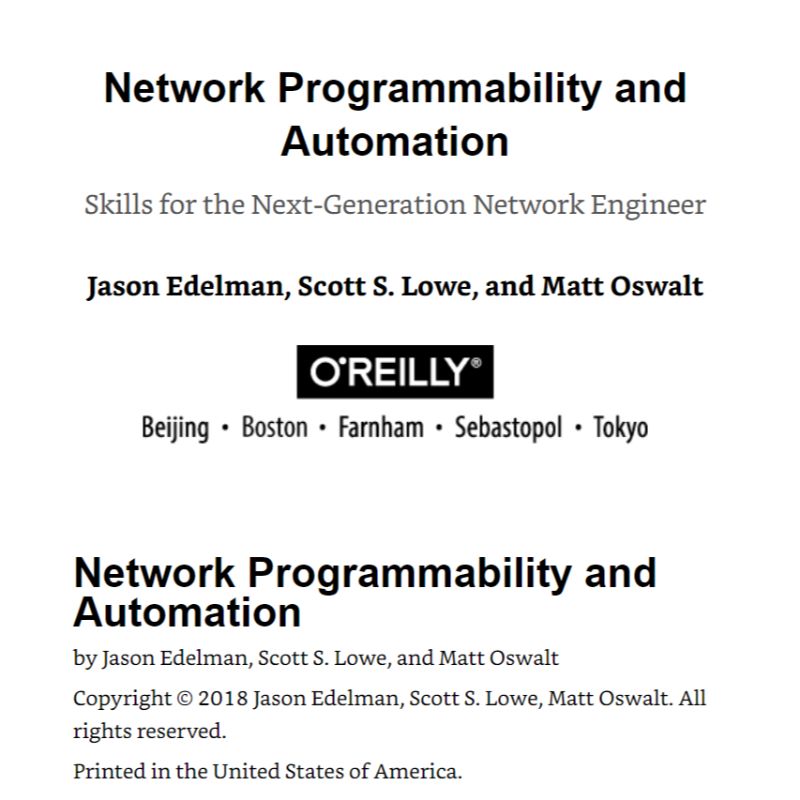 Network Programmability and
Automation
Skills for the Next-Generation Network Engineer
Jason Edelman, Scott S. Lowe, and Matt Oswalt
O'REILLY®
Beijing • Boston • Farnham • Sebastopol • Tokyo
Network Programmability and
Automation
by Jason Edelman, Scott S. Lowe, and Matt Oswalt
Copyright © 2018 Jason Edelman, Scott S. Lowe, Matt Oswalt. All
rights reserved.
Printed in the United States of America.